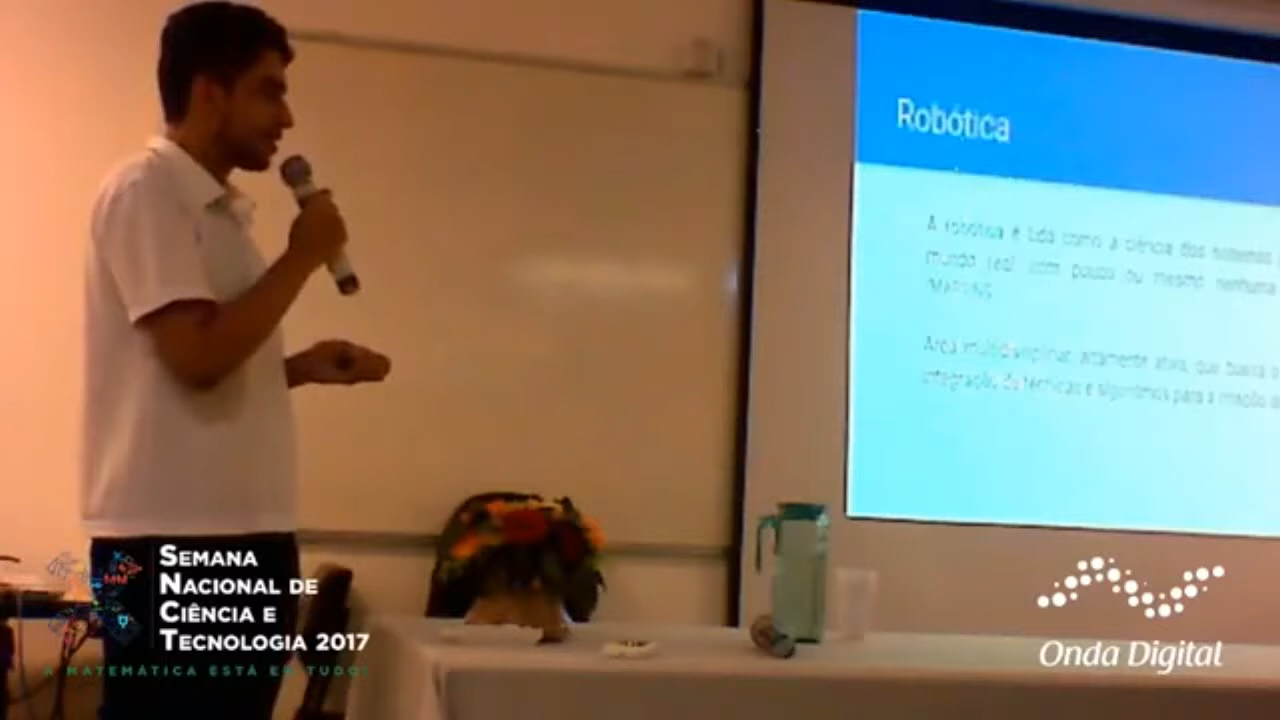 Robótica
A robótica é tida como a ciência dos sistemas
mundo real com pouca ou mesmo nenhuma
Área multidisciplinar, altamente ativa, que busca o
integração de técnicas e algoritmos para a criação
SEMANA
NACIONAL DE
CIÊNCIA E
TECNOLOGIA 2017
A MATEMÁTICA ESTÁ EM TUDO
Onda Digital